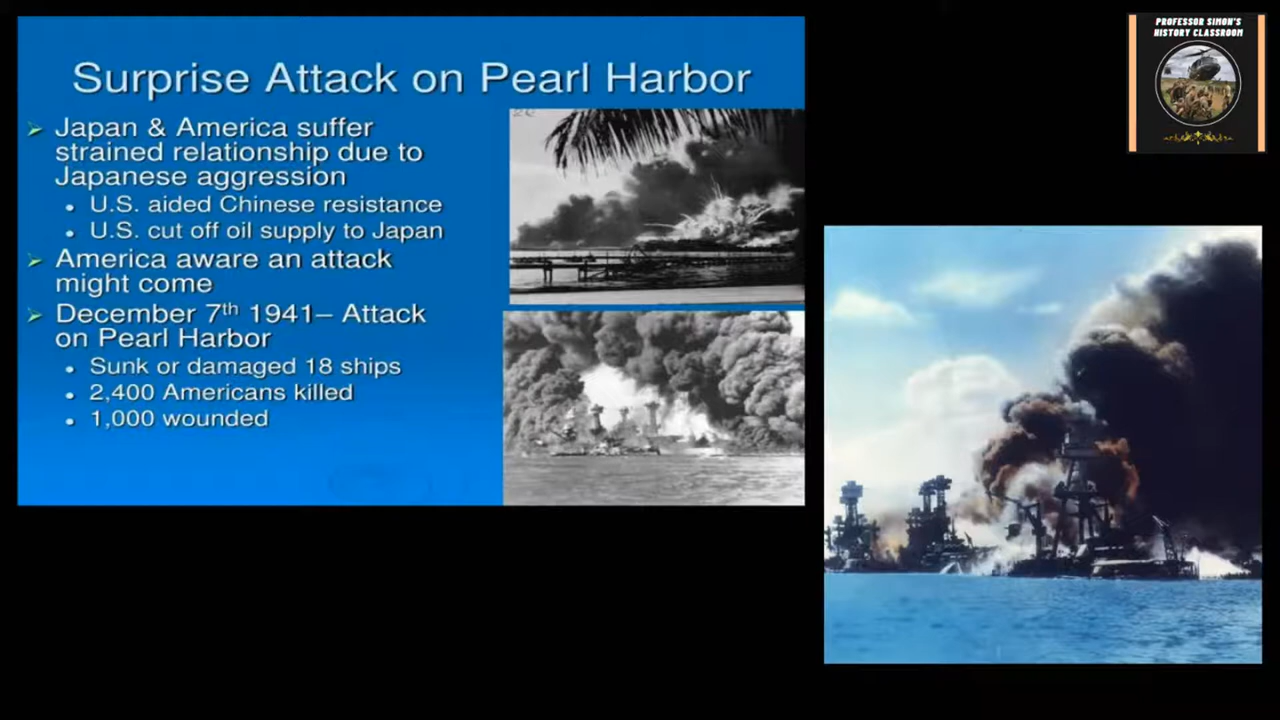 Surprise Attack on Pearl Harbor
➢ Japan & America suffer
strained relationship due to
Japanese aggression
• U.S. aided Chinese resistance
• U.S. cut off oil supply to Japan
➢ America aware an attack
might come
➢ December 7th 1941– Attack
on Pearl Harbor
• Sunk or damaged 18 ships
• 2,400 Americans killed
• 1,000 wounded
PROFESSOR SIMON'S
HISTORY CLASSROOM